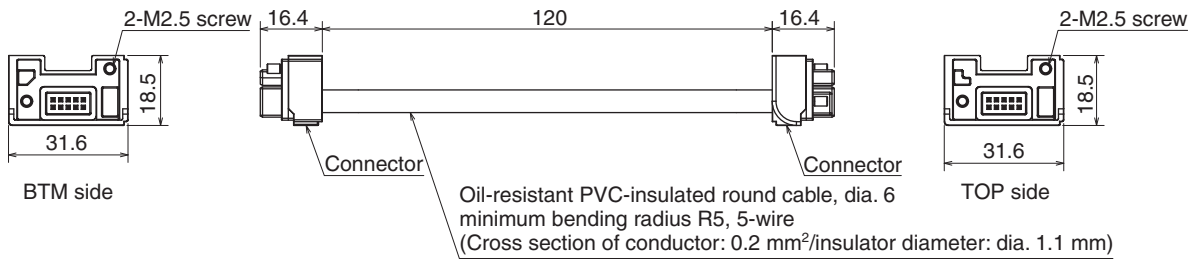 2-M2.5 screw
16.4
120
16.4
2-M2.5 screw
18.5
18.5
31.6
31.6
Connector
Connector
BTM side
TOP side
Oil-resistant PVC-insulated round cable, dia. 6
minimum bending radius R5, 5-wire
(Cross section of conductor: 0.2 mm²/insulator diameter: dia. 1.1 mm)